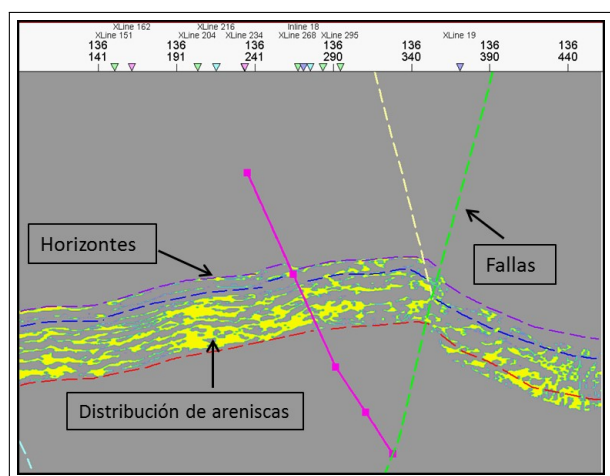 XLine 162 XLine 216 Inline 18
XLine 151 XLine 204 XLine 234 XLine 268 XLine 295 XLine 19
136 136 136 136 136 136 136
141 191 241 290 340 390 440
Horizontes
Fallas
Distribución de areniscas